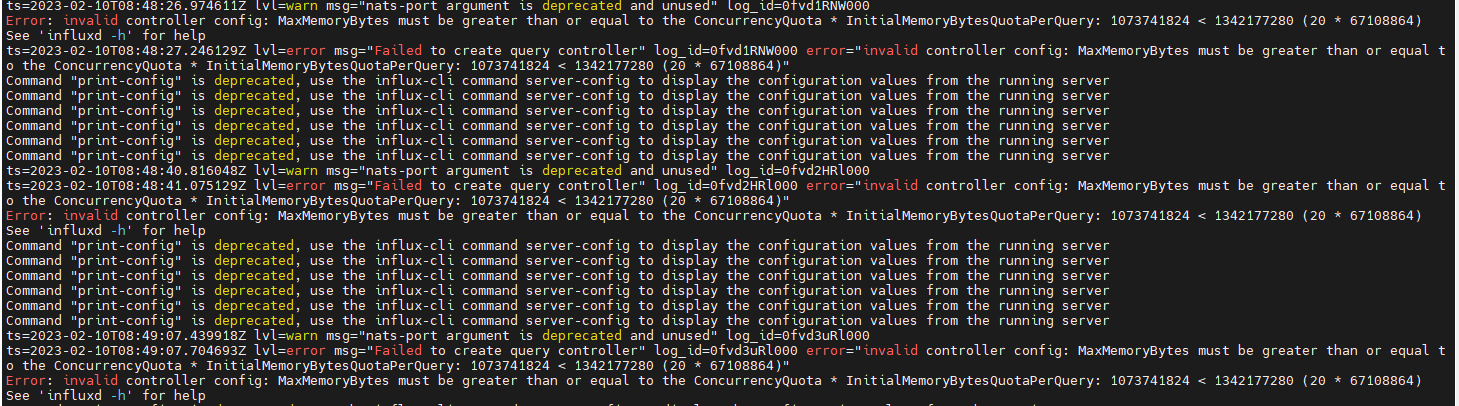 ts=2023-02-10T08:48:26.974611Z lvl=warn msg="nats-port argument is deprecated and unused" log_id=0fvd1RNW000
Error: invalid controller config: MaxMemoryBytes must be greater than or equal to the ConcurrencyQuota * InitialMemoryBytesQuotaPerQuery: 1073741824 < 1342177280 (20 * 67108864)
See 'influxd -h' for help
ts=2023-02-10T08:48:27.246129Z lvl=error msg="Failed to create query controller" log_id=0fvd1RNW000 error="invalid controller config: MaxMemoryBytes must be greater than or equal t
o the ConcurrencyQuota * InitialMemoryBytesQuotaPerQuery: 1073741824 < 1342177280 (20 * 67108864)"
Command "print-config" is deprecated, use the influx-cli command server-config to display the configuration values from the running server
Command "print-config" is deprecated, use the influx-cli command server-config to display the configuration values from the running server
Command "print-config" is deprecated, use the influx-cli command server-config to display the configuration values from the running server
Command "print-config" is deprecated, use the influx-cli command server-config to display the configuration values from the running server
Command "print-config" is deprecated, use the influx-cli command server-config to display the configuration values from the running server
Command "print-config" is deprecated, use the influx-cli command server-config to display the configuration values from the running server
ts=2023-02-10T08:48:40.816048Z lvl=warn msg="nats-port argument is deprecated and unused" log_id=0fvd2HRl000
ts=2023-02-10T08:48:41.075129Z lvl=error msg="Failed to create query controller" log_id=0fvd2HRl000 error="invalid controller config: MaxMemoryBytes must be greater than or equal t
o the ConcurrencyQuota * InitialMemoryBytesQuotaPerQuery: 1073741824 < 1342177280 (20 * 67108864)"
Error: invalid controller config: MaxMemoryBytes must be greater than or equal to the ConcurrencyQuota * InitialMemoryBytesQuotaPerQuery: 1073741824 < 1342177280 (20 * 67108864)
See 'influxd -h' for help
Command "print-config" is deprecated, use the influx-cli command server-config to display the configuration values from the running server
Command "print-config" is deprecated, use the influx-cli command server-config to display the configuration values from the running server
Command "print-config" is deprecated, use the influx-cli command server-config to display the configuration values from the running server
Command "print-config" is deprecated, use the influx-cli command server-config to display the configuration values from the running server
Command "print-config" is deprecated, use the influx-cli command server-config to display the configuration values from the running server
Command "print-config" is deprecated, use the influx-cli command server-config to display the configuration values from the running server
ts=2023-02-10T08:49:07.439918Z lvl=warn msg="nats-port argument is deprecated and unused" log_id=0fvd3uRl000
ts=2023-02-10T08:49:07.704693Z lvl=error msg="Failed to create query controller" log_id=0fvd3uRl000 error="invalid controller config: MaxMemoryBytes must be greater than or equal t
o the ConcurrencyQuota * InitialMemoryBytesQuotaPerQuery: 1073741824 < 1342177280 (20 * 67108864)"
Error: invalid controller config: MaxMemoryBytes must be greater than or equal to the ConcurrencyQuota * InitialMemoryBytesQuotaPerQuery: 1073741824 < 1342177280 (20 * 67108864)
See 'influxd -h' for help